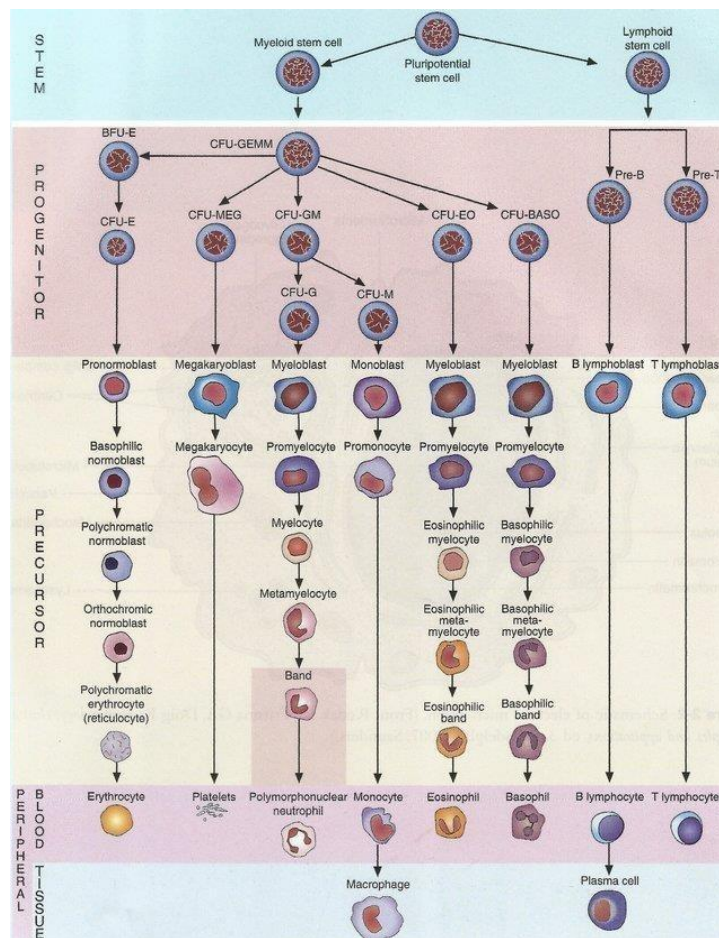 STEM
Myeloid stem cell
Pluripotential
stem cell
Lymphoid
stem cell
PROGENITOR
BFU-E
CFU-GEMM
Pre-B
Pre-T
CFU-E
CFU-MEG
CFU-GM
CFU-EO
CFU-BASO
CFU-G
CFU-M
PRECURSOR
Pronormoblast
Megakaryoblast
Myeloblast
Monoblast
Myeloblast
Myeloblast
B lymphoblast
T lymphoblast
Basophilic
normoblast
Megakaryocyte
Promyelocyte
Promonocyte
Promyelocyte
Promyelocyte
Polychromatic
normoblast
Myelocyte
Eosinophilic
myelocyte
Basophilic
myelocyte
Orthochromic
normoblast
Metamyelocyte
Eosinophilic
meta-
myelocyte
Basophilic
meta-
myelocyte
Polychromatic
erythrocyte
(reticulocyte)
Band
Eosinophilic
band
Basophilic
band
PERIPHERAL
BLOOD
Erythrocyte
Platelets
Polymorphonuclear
neutrophil
Monocyte
Eosinophil
Basophil
B lymphocyte
T lymphocyte
TISSUE
Macrophage
Plasma cell